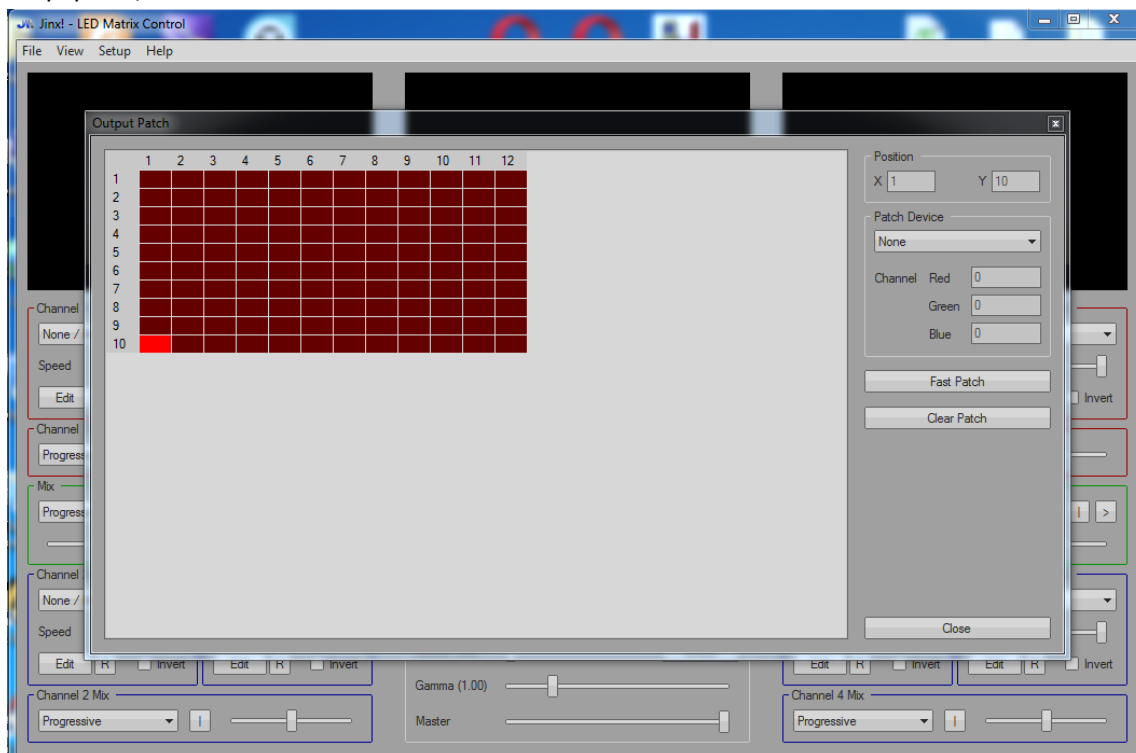 Jinx! - LED Matrix Control
File View Setup Help
Output Patch
1 2 3 4 5 6 7 8 9 10 11 12
1
2
3
4
5
6
7
8
9
10
Position
X 1 Y 10
Patch Device
None
Channel Red 0
Green 0
Blue 0
Fast Patch
Clear Patch
Close
Channel
None /
Speed
Edit
Invert
Channel
Progress
Mix
Progress
>
Channel
None /
Speed
Edit R Invert Edit R Invert
Edit R Invert Edit R Invert
Gamma (1.00)
Channel 2 Mix
Progressive
Master
Channel 4 Mix
Progressive